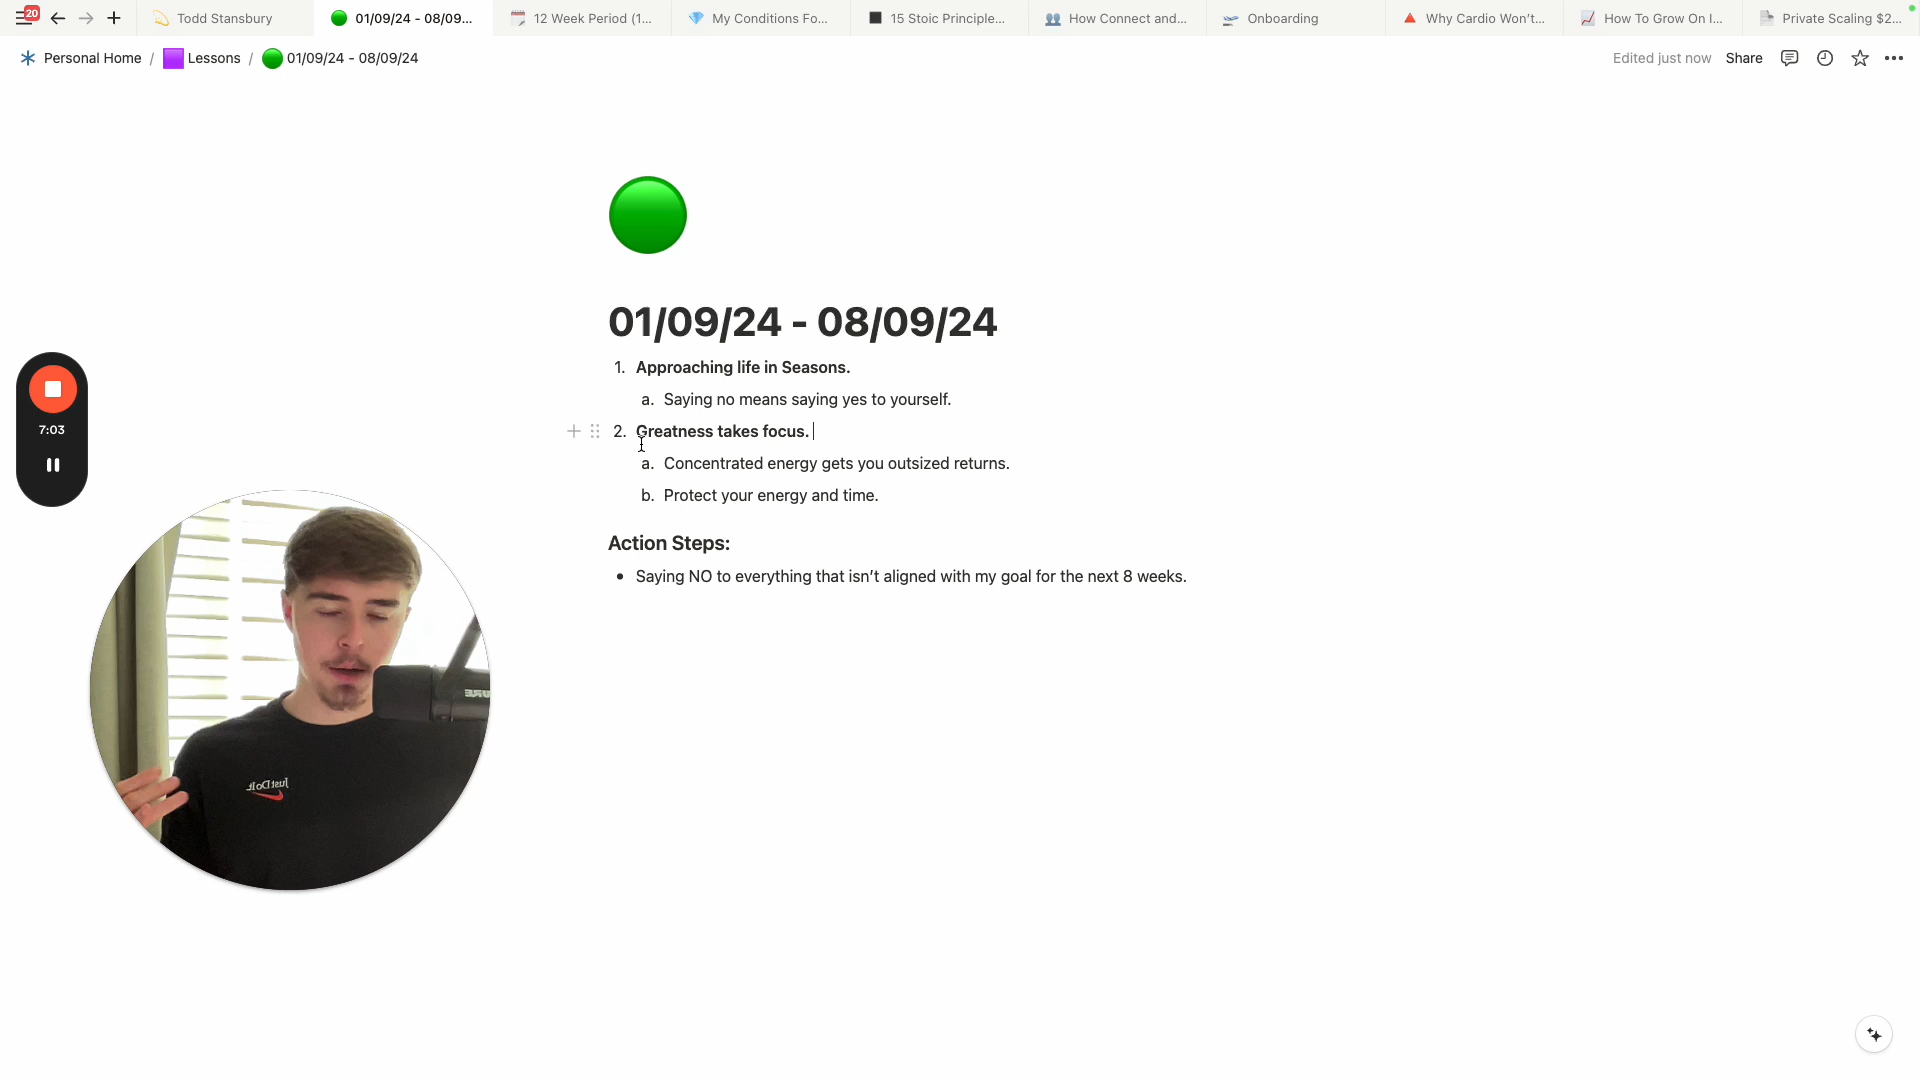 20
Todd Stansbury
01/09/24 - 08/09...
12 Week Period (1...
My Conditions Fo...
15 Stoic Principle...
How Connect and...
Onboarding
Why Cardio Won't...
How To Grow On I...
Private Scaling $2...
Personal Home / Lessons / 01/09/24 - 08/09/24
Edited just now
Share
01/09/24 - 08/09/24
1. Approaching life in Seasons.
a. Saying no means saying yes to yourself.
2. Greatness takes focus.
a. Concentrated energy gets you outsized returns.
b. Protect your energy and time.
Action Steps:
• Saying NO to everything that isn't aligned with my goal for the next 8 weeks.
7:03
Just Do It.